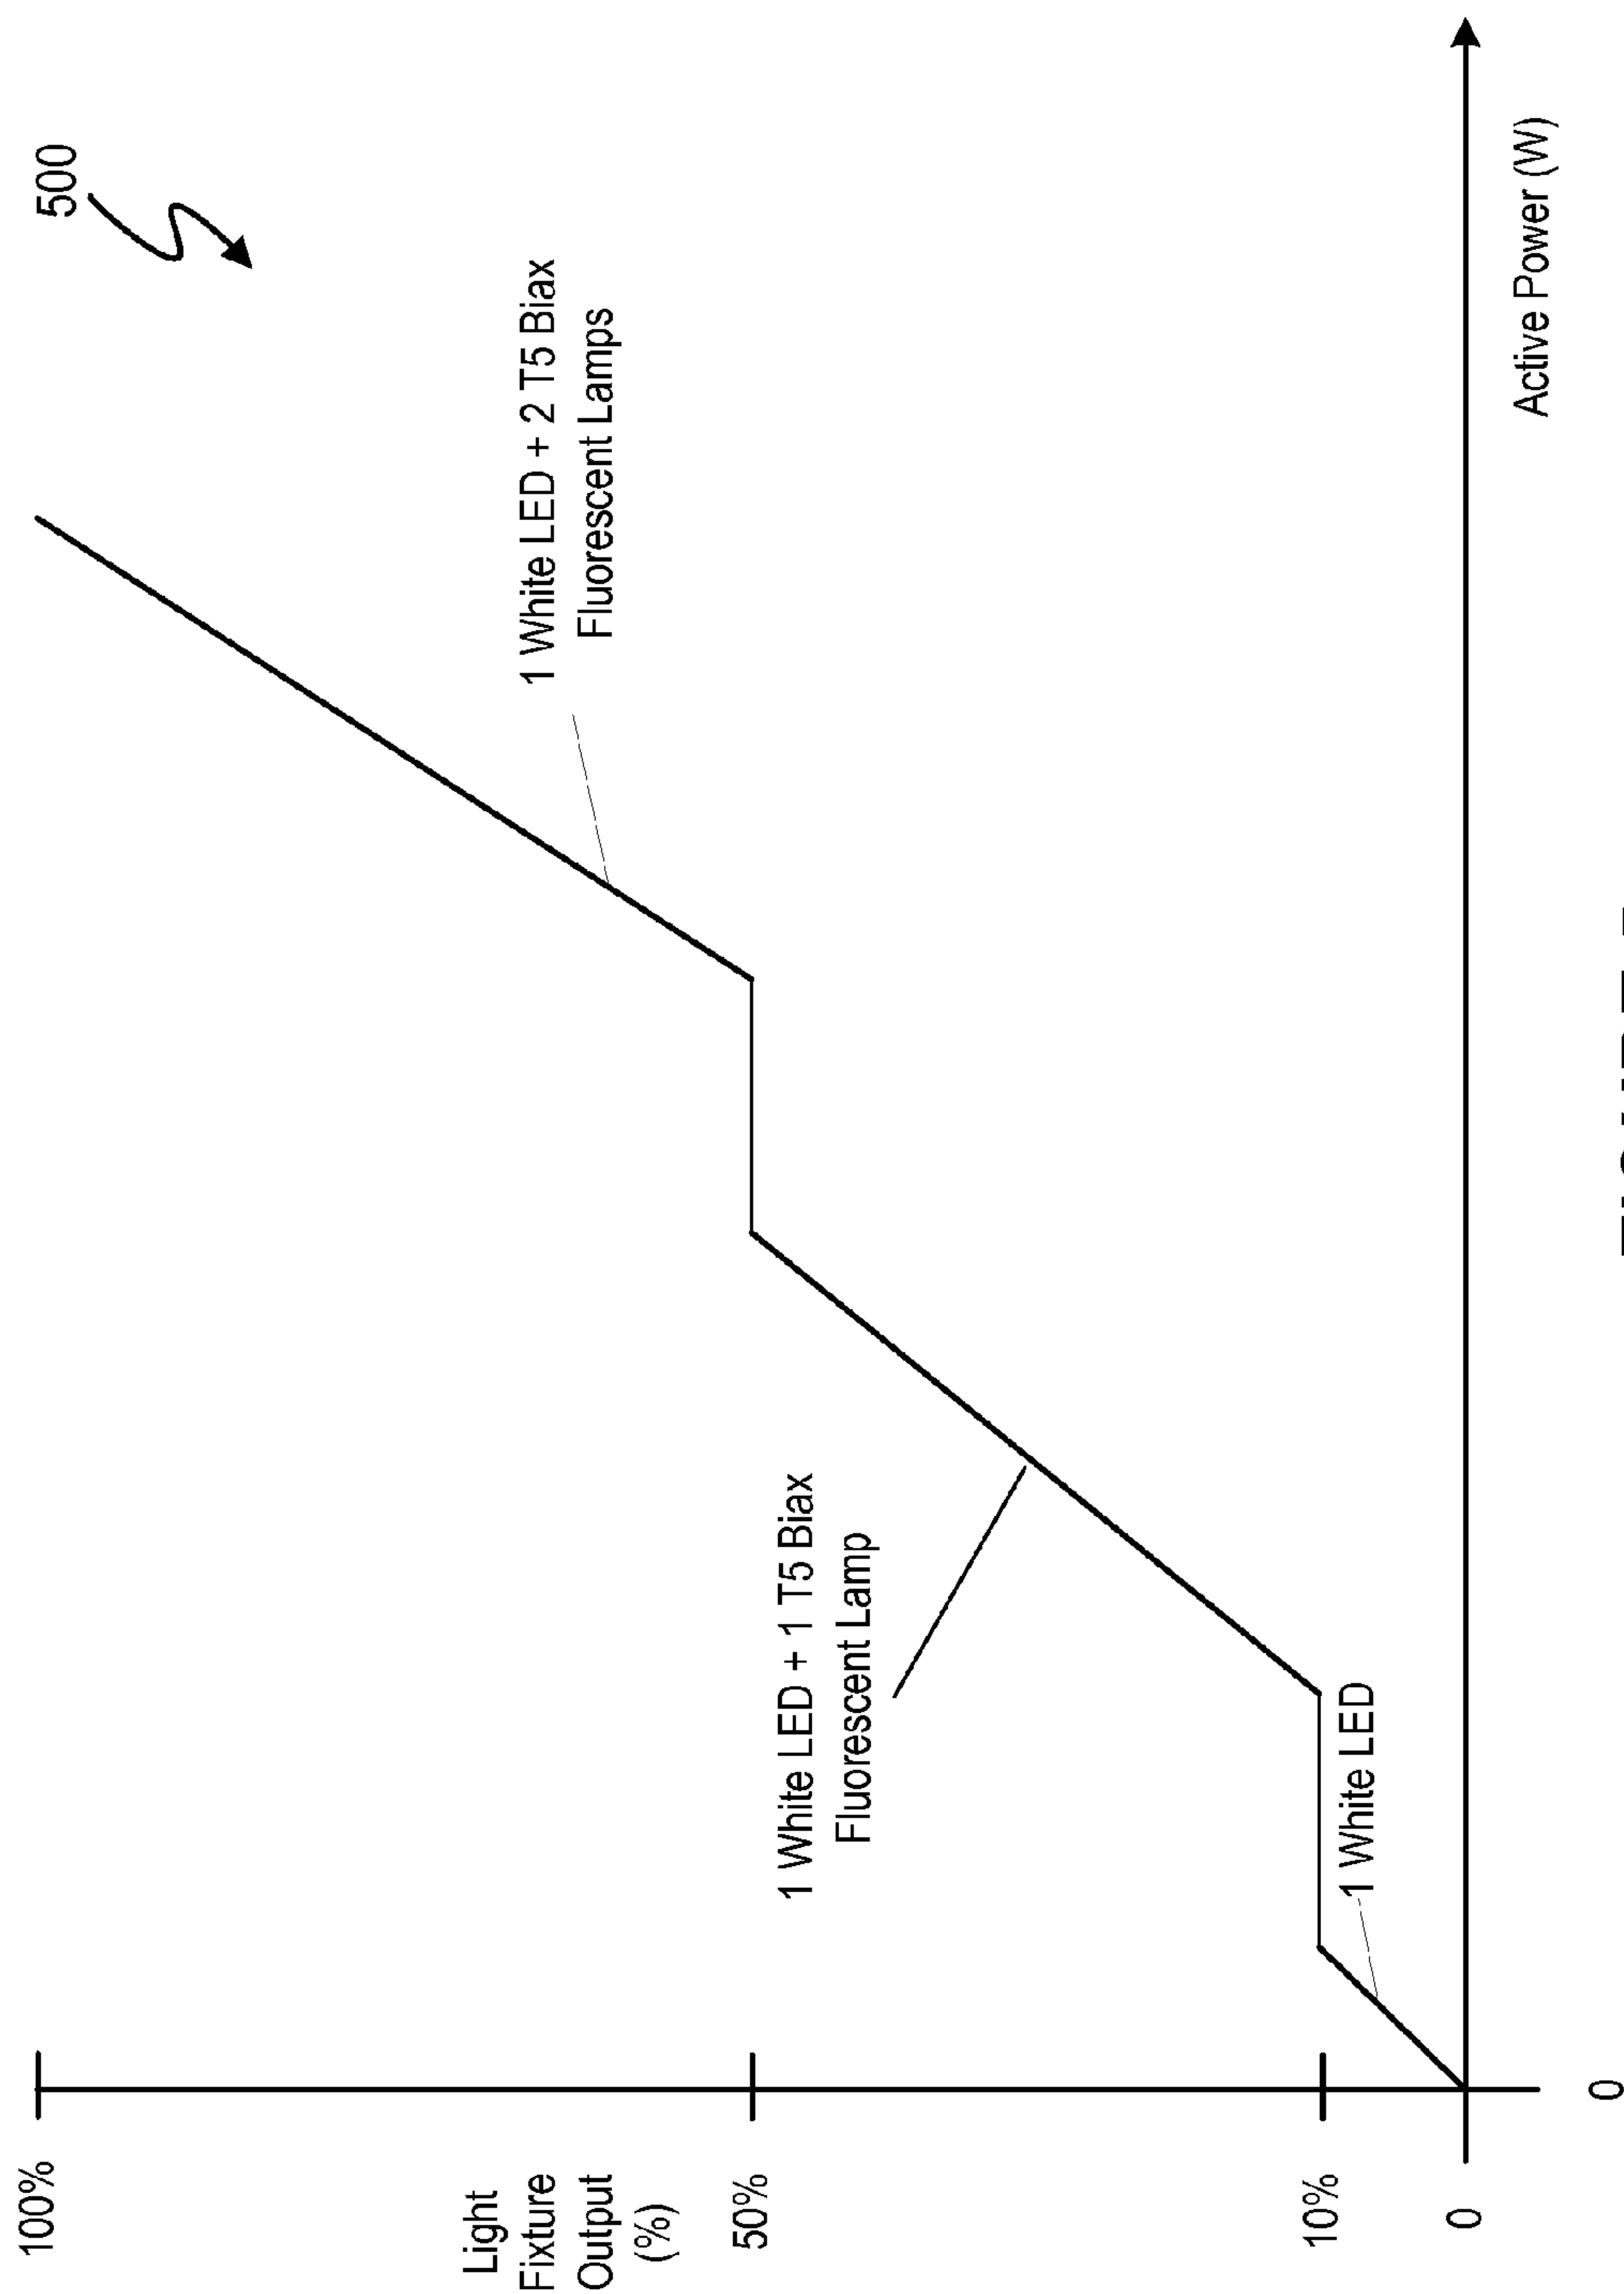 500
100%
Light
Fixture
Output
(%)
50%
10%
0
0
1 White LED + 2 T5 Biax
Fluorescent Lamps
1 White LED + 1 T5 Biax
Fluorescent Lamp
1 White LED
Active Power (W)